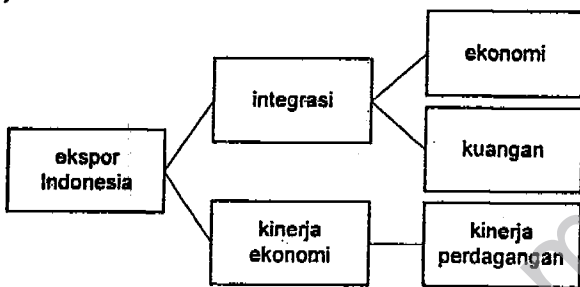 ekonomi
integrasi
kuangan
ekspor
Indonesia
kinerja
ekonomi
kinerja
perdagangan